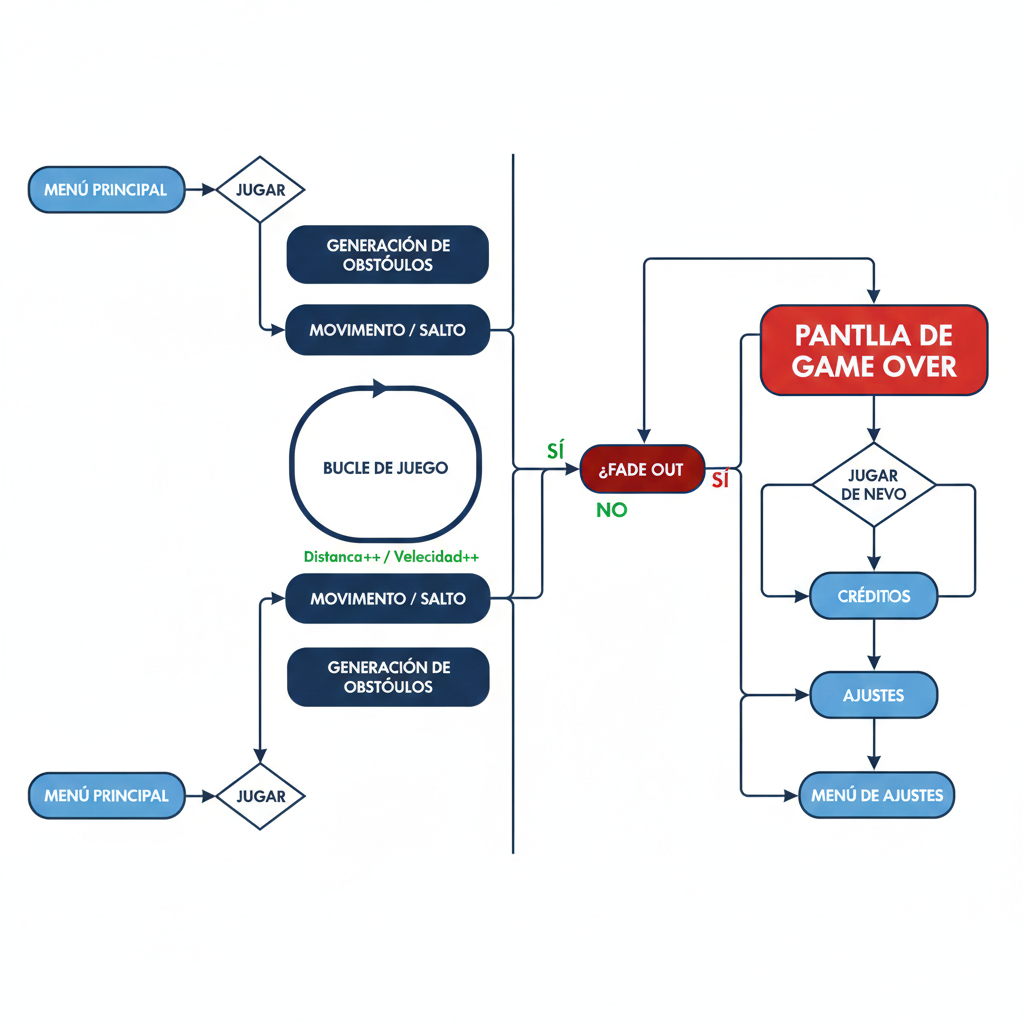 MENÚ PRINCIPAL
JUGAR
GENERACIÓN DE
OBSTÓULOS
MOVIMENTO / SALTO
BUCLE DE JUEGO
Distanca++ / Velecidad++
MOVIMENTO / SALTO
GENERACIÓN DE
OBSTÓULOS
MENÚ PRINCIPAL
JUGAR
SÍ
¿FADE OUT
NO
SÍ
PANTLLA DE
GAME OVER
JUGAR
DE NEVO
CRÉDITOS
AJUSTES
MENÚ DE AJUSTES